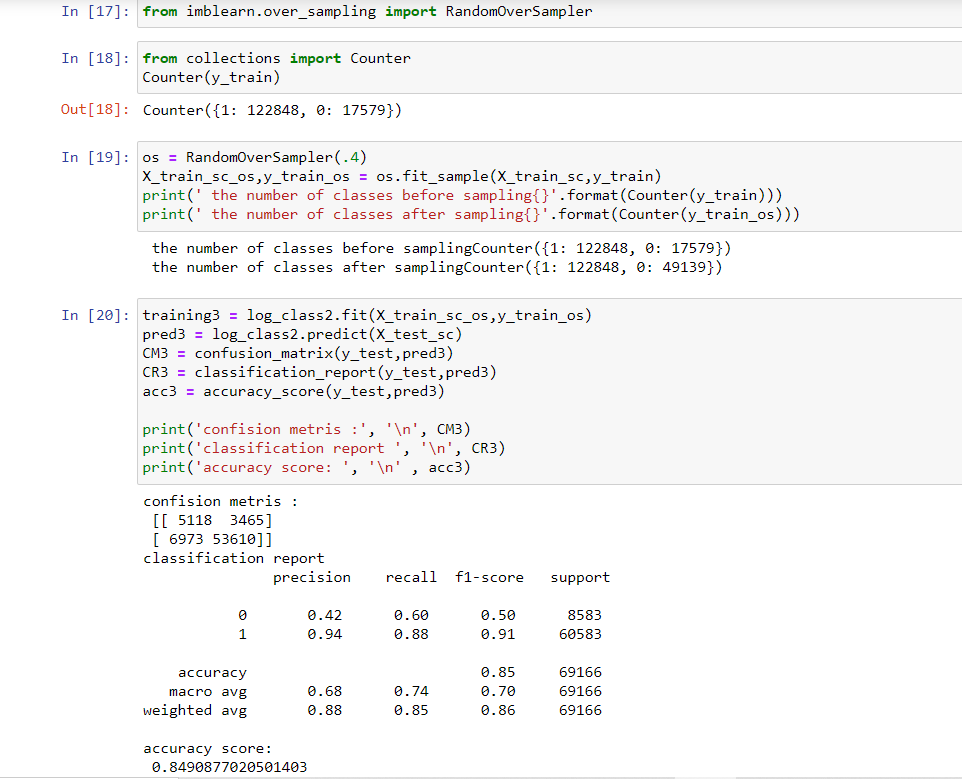 In [17]: from imblearn.over_sampling import RandomOverSampler
In [18]: from collections import Counter
Counter(y_train)
Out[18]: Counter({1: 122848, 0: 17579})
In [19]: os = RandomOverSampler(.4)
X_train_sc_os,y_train_os = os.fit_sample(X_train_sc,y_train)
print(' the number of classes before sampling{}'.format(Counter(y_train)))
print(' the number of classes after sampling{}'.format(Counter(y_train_os)))
the number of classes before samplingCounter({1: 122848, 0: 17579})
the number of classes after samplingCounter({1: 122848, 0: 49139})
In [20]: training3 = log_class2.fit(X_train_sc_os,y_train_os)
pred3 = log_class2.predict(X_test_sc)
CM3 = confusion_matrix(y_test,pred3)
CR3 = classification_report(y_test,pred3)
acc3 = accuracy_score(y_test,pred3)
print('confision metris :', '\n', CM3)
print('classification report ', '\n', CR3)
print('accuracy score: ', '\n' , acc3)
confision metris :
[[ 5118 3465]
[ 6973 53610]]
classification report
precision recall f1-score support
0 0.42 0.60 0.50 8583
1 0.94 0.88 0.91 60583
accuracy 0.85 69166
macro avg 0.68 0.74 0.70 69166
weighted avg 0.88 0.85 0.86 69166
accuracy score:
0.8490877020501403